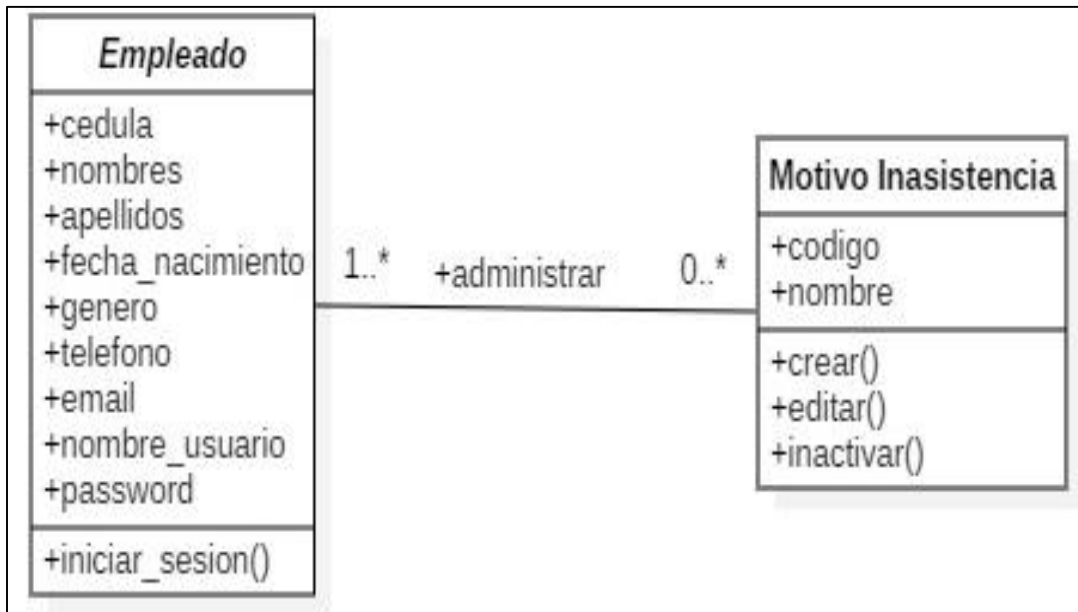 Empleado
+cedula
+nombres
+apellidos
+fecha_nacimiento
+genero
+telefono
+email
+nombre_usuario
+password
+iniciar_sesion()
1..*
+administrar
0..*
Motivo Inasistencia
+codigo
+nombre
+crear()
+editar()
+inactivar()